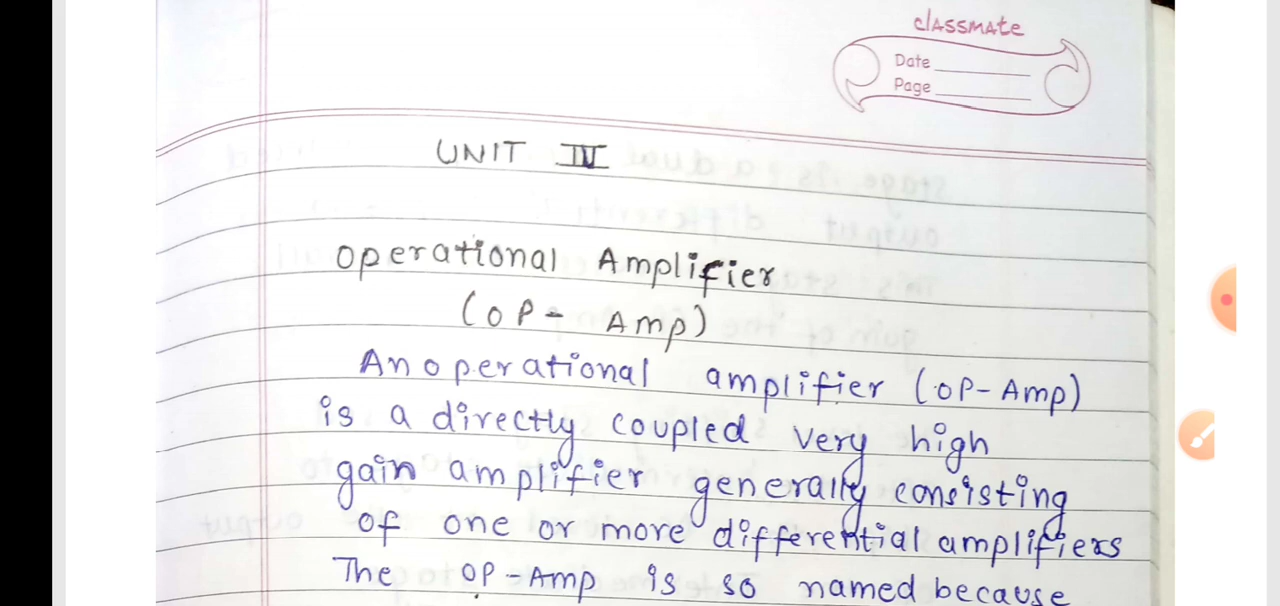 classmate
Date
Page
UNIT IV
Operational Amplifier
(OP- Amp)
An operational amplifier (OP-Amp)
is a directly coupled very high
gain amplifier generally consisting
of one or more differential amplifiers
The OP-Amp is so named because